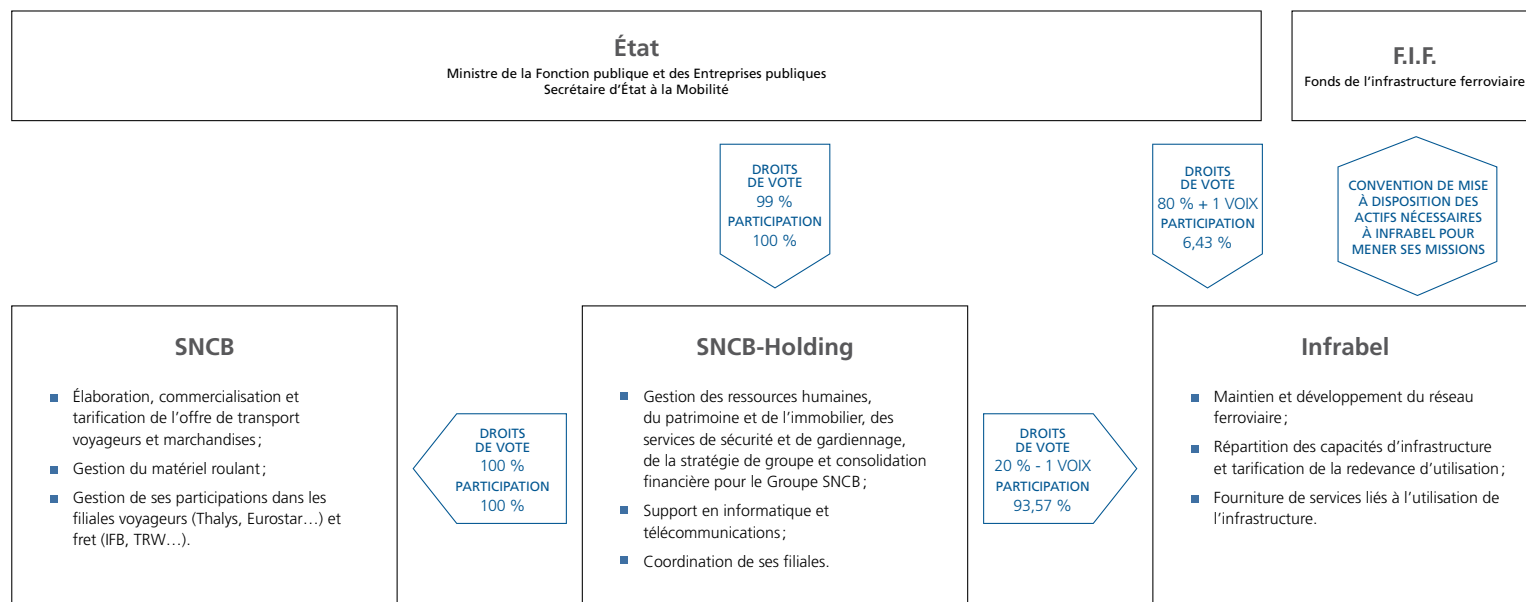 État
Ministre de la Fonction publique et des Entreprises publiques
Secrétaire d'État à la Mobilité
F.I.F.
Fonds de l'infrastructure ferroviaire
DROITS
DE VOTE
99 %
PARTICIPATION
100 %
DROITS
DE VOTE
80 % + 1 VOIX
PARTICIPATION
6,43 %
CONVENTION DE MISE
À DISPOSITION DES
ACTIFS NÉCESSAIRES
À INFRABEL POUR
MENER SES MISSIONS
SNCB
Élaboration, commercialisation et
tarification de l'offre de transport
voyageurs et marchandises ;
Gestion du matériel roulant ;
Gestion de ses participations dans les
filiales voyageurs (Thalys, Eurostar…) et
fret (IFB, TRW…).
DROITS
DE VOTE
100 %
PARTICIPATION
100 %
SNCB-Holding
Gestion des ressources humaines,
du patrimoine et de l'immobilier, des
services de sécurité et de gardiennage,
de la stratégie de groupe et consolidation
financière pour le Groupe SNCB ;
Support en informatique et
télécommunications ;
Coordination de ses filiales.
DROITS
DE VOTE
20 % - 1 VOIX
PARTICIPATION
93,57 %
Infrabel
Maintien et développement du réseau
ferroviaire ;
Répartition des capacités d'infrastructure
et tarification de la redevance d'utilisation ;
Fourniture de services liés à l'utilisation de
l'infrastructure.